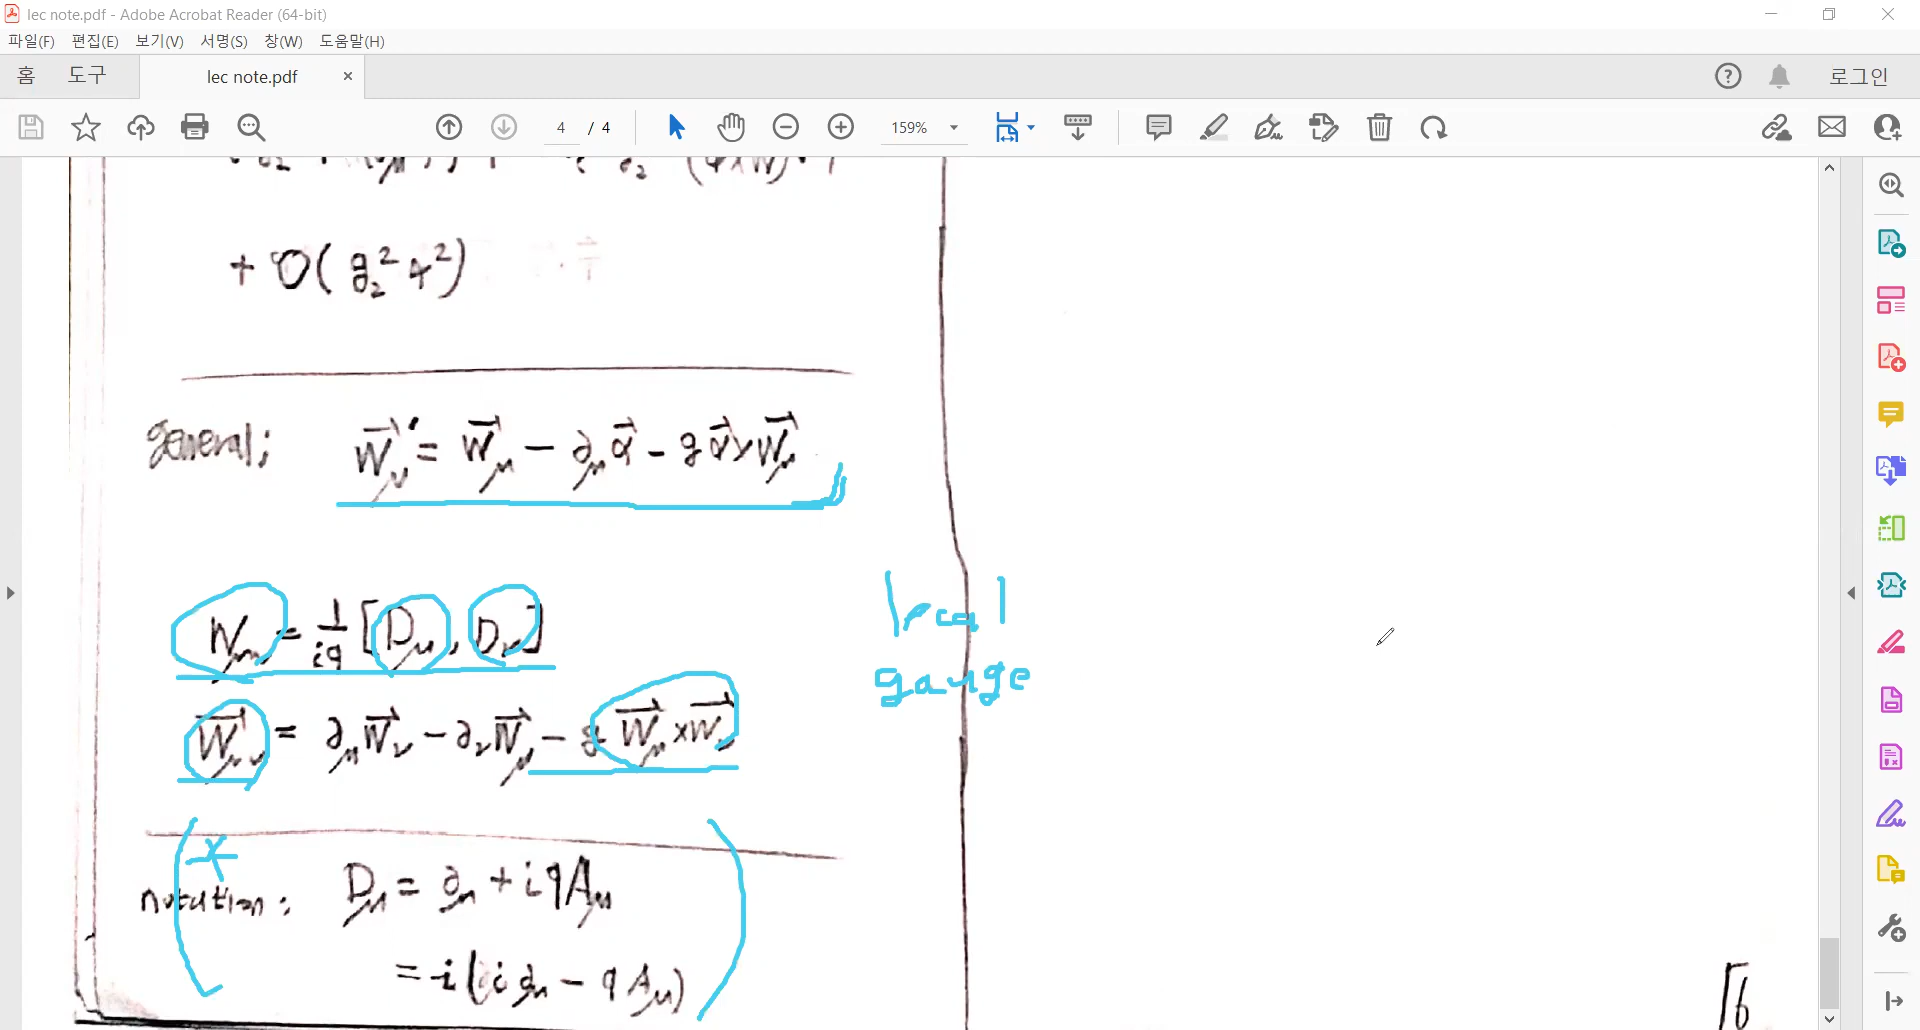 lec note.pdf - Adobe Acrobat Reader (64-bit)
파일(F) 편집(E) 보기(V) 서명(S) 창(W) 도움말(H)
홈 도구 lec note.pdf × 로그인
4 / 4 159%
+ O( g₂² α²)
general; W⃗'μ = W⃗μ − ∂μα⃗ − gα⃗×W⃗μ
Wμν = 1/iq [Dμ, Dν]
local
gauge
W⃗μν = ∂μW⃗ν − ∂νW⃗μ − g W⃗μ×W⃗ν
notation: Dμ = ∂μ + iqAμ
= -i(i∂μ − qAμ)
16